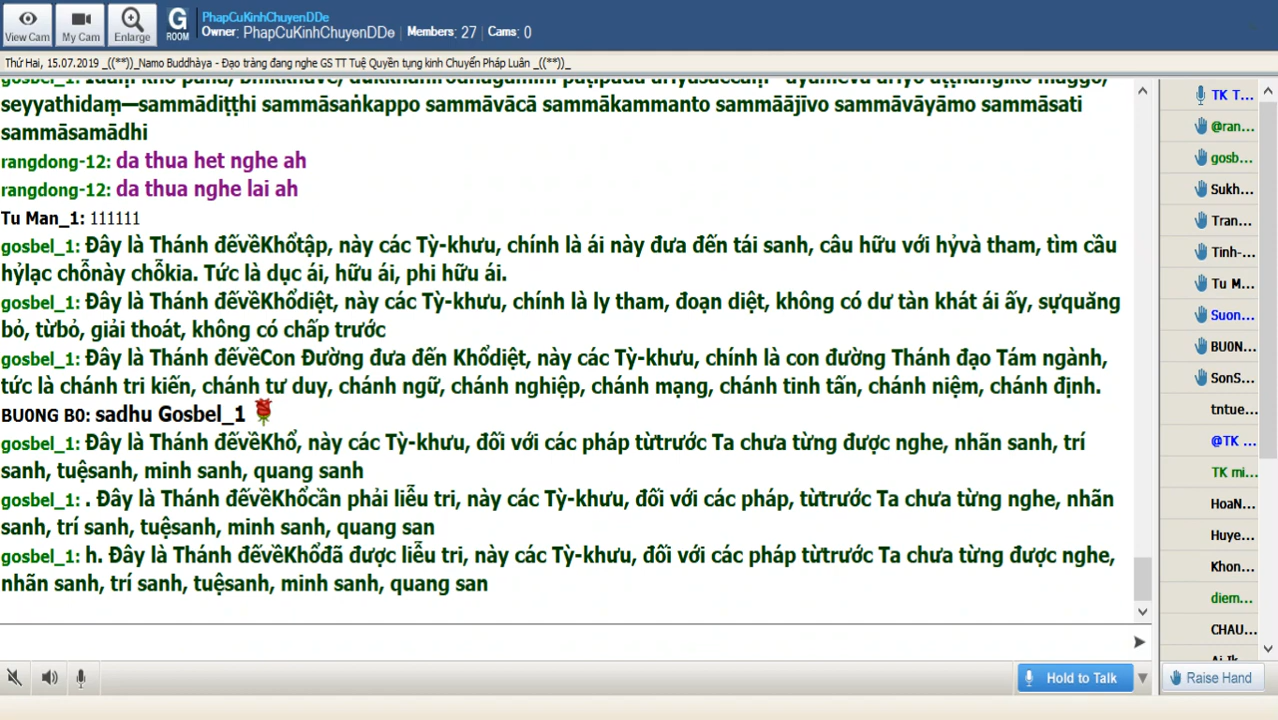 View Cam
My Cam
Enlarge
G
ROOM
PhapCuKinhChuyenDDe
Owner: PhapCuKinhChuyenDDe | Members: 27 | Cams: 0
Thứ Hai, 15.07.2019 _((**))_Namo Buddhàya - Đạo tràng đang nghe GS TT Tuệ Quyền tụng kinh Chuyển Pháp Luân _((**))_
seyyathidaṃ—sammādiṭṭhi sammāsaṅkappo sammāvācā sammākammanto sammāājīvo sammāvāyāmo sammāsati
sammāsamādhi
rangdong-12: da thua het nghe ah
rangdong-12: da thua nghe lai ah
Tu Man_1: 111111
gosbel_1: Đây là Thánh đếvềKhổtập, này các Tỳ-khưu, chính là ái này đưa đến tái sanh, câu hữu với hỷvà tham, tìm cầu
hỷlạc chỗnày chỗkia. Tức là dục ái, hữu ái, phi hữu ái.
gosbel_1: Đây là Thánh đếvềKhổdiệt, này các Tỳ-khưu, chính là ly tham, đoạn diệt, không có dư tàn khát ái ấy, sựquăng
bỏ, từbỏ, giải thoát, không có chấp trước
gosbel_1: Đây là Thánh đếvềCon Đường đưa đến Khổdiệt, này các Tỳ-khưu, chính là con đường Thánh đạo Tám ngành,
tức là chánh tri kiến, chánh tư duy, chánh ngữ, chánh nghiệp, chánh mạng, chánh tinh tấn, chánh niệm, chánh định.
BU0NG B0: sadhu Gosbel_1
gosbel_1: Đây là Thánh đếvềKhổ, này các Tỳ-khưu, đối với các pháp từtrước Ta chưa từng được nghe, nhãn sanh, trí
sanh, tuệsanh, minh sanh, quang sanh
gosbel_1: . Đây là Thánh đếvềKhổcần phải liễu tri, này các Tỳ-khưu, đối với các pháp, từtrước Ta chưa từng nghe, nhãn
sanh, trí sanh, tuệsanh, minh sanh, quang san
gosbel_1: h. Đây là Thánh đếvềKhổđã được liễu tri, này các Tỳ-khưu, đối với các pháp từtrước Ta chưa từng được nghe,
nhãn sanh, trí sanh, tuệsanh, minh sanh, quang san
TK T...
@ran...
gosb...
Sukh...
Tran...
Tinh-...
Tu M...
Suon...
BU0N...
SonS...
tntue...
@TK ...
TK mi...
HoaN...
Huye...
Khon...
diem...
CHAU...
Hold to Talk
Raise Hand